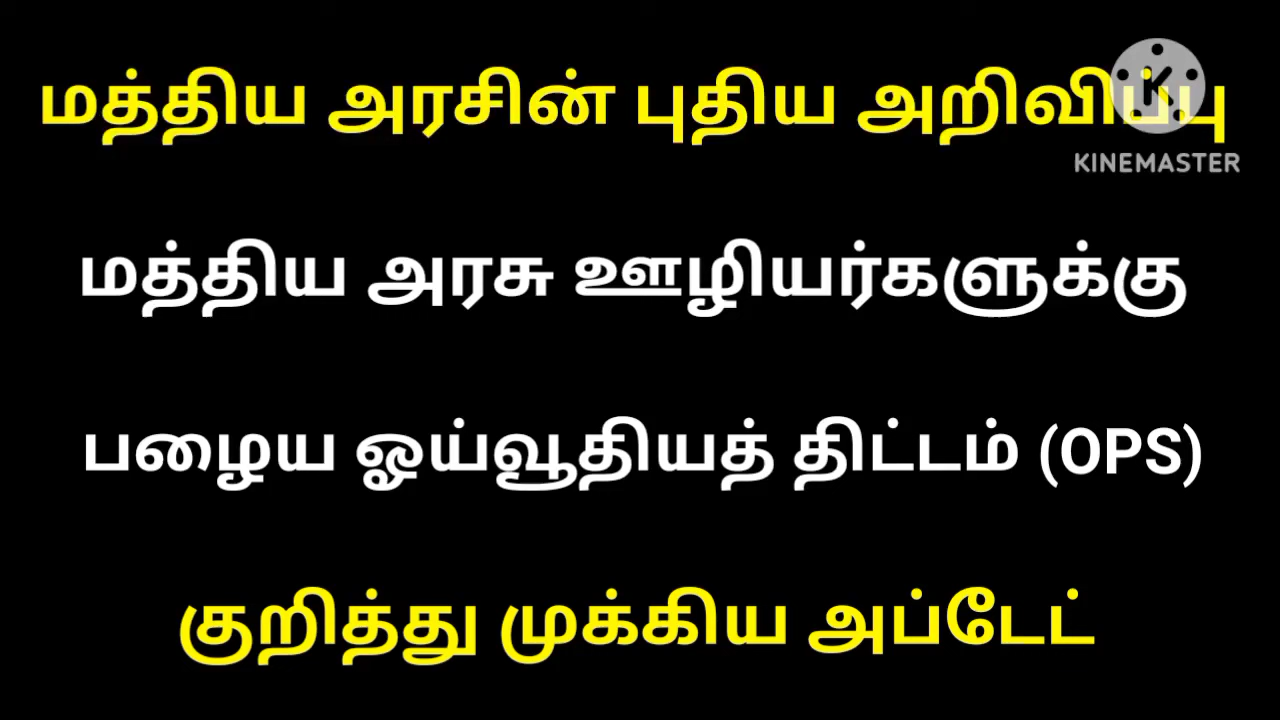 மத்திய அரசின் புதிய அறிவிப்பு
KINEMASTER
மத்திய அரசு ஊழியர்களுக்கு
பழைய ஓய்வூதியத் திட்டம் (OPS)
குறித்து முக்கிய அப்டேட்